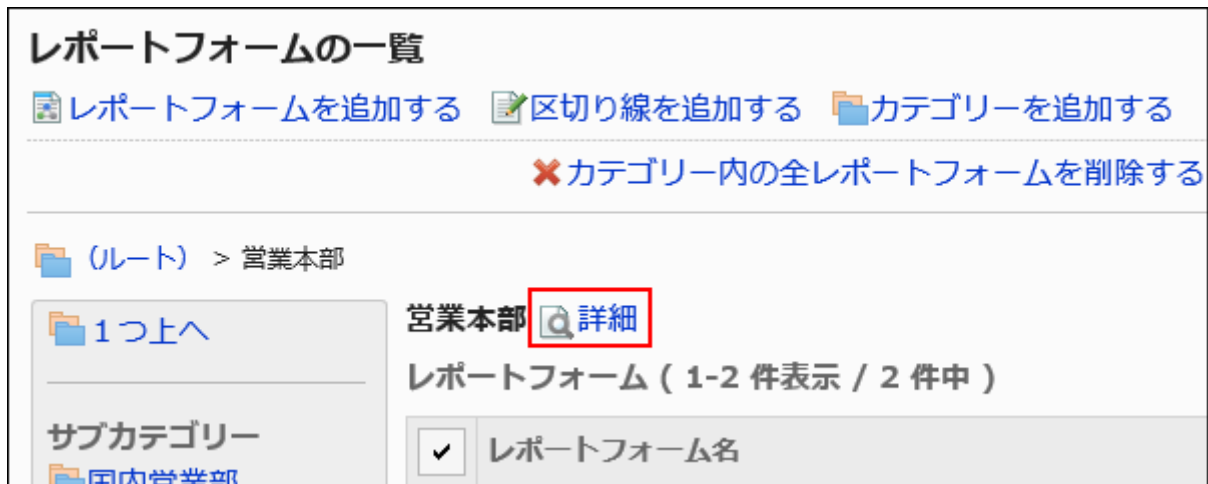 レポートフォームの一覧
レポートフォームを追加する 区切り線を追加する カテゴリーを追加する
カテゴリー内の全レポートフォームを削除する
（ルート） > 営業本部
1つ上へ
営業本部 詳細
レポートフォーム ( 1-2 件表示 / 2 件中 )
サブカテゴリー
レポートフォーム名
国内営業部